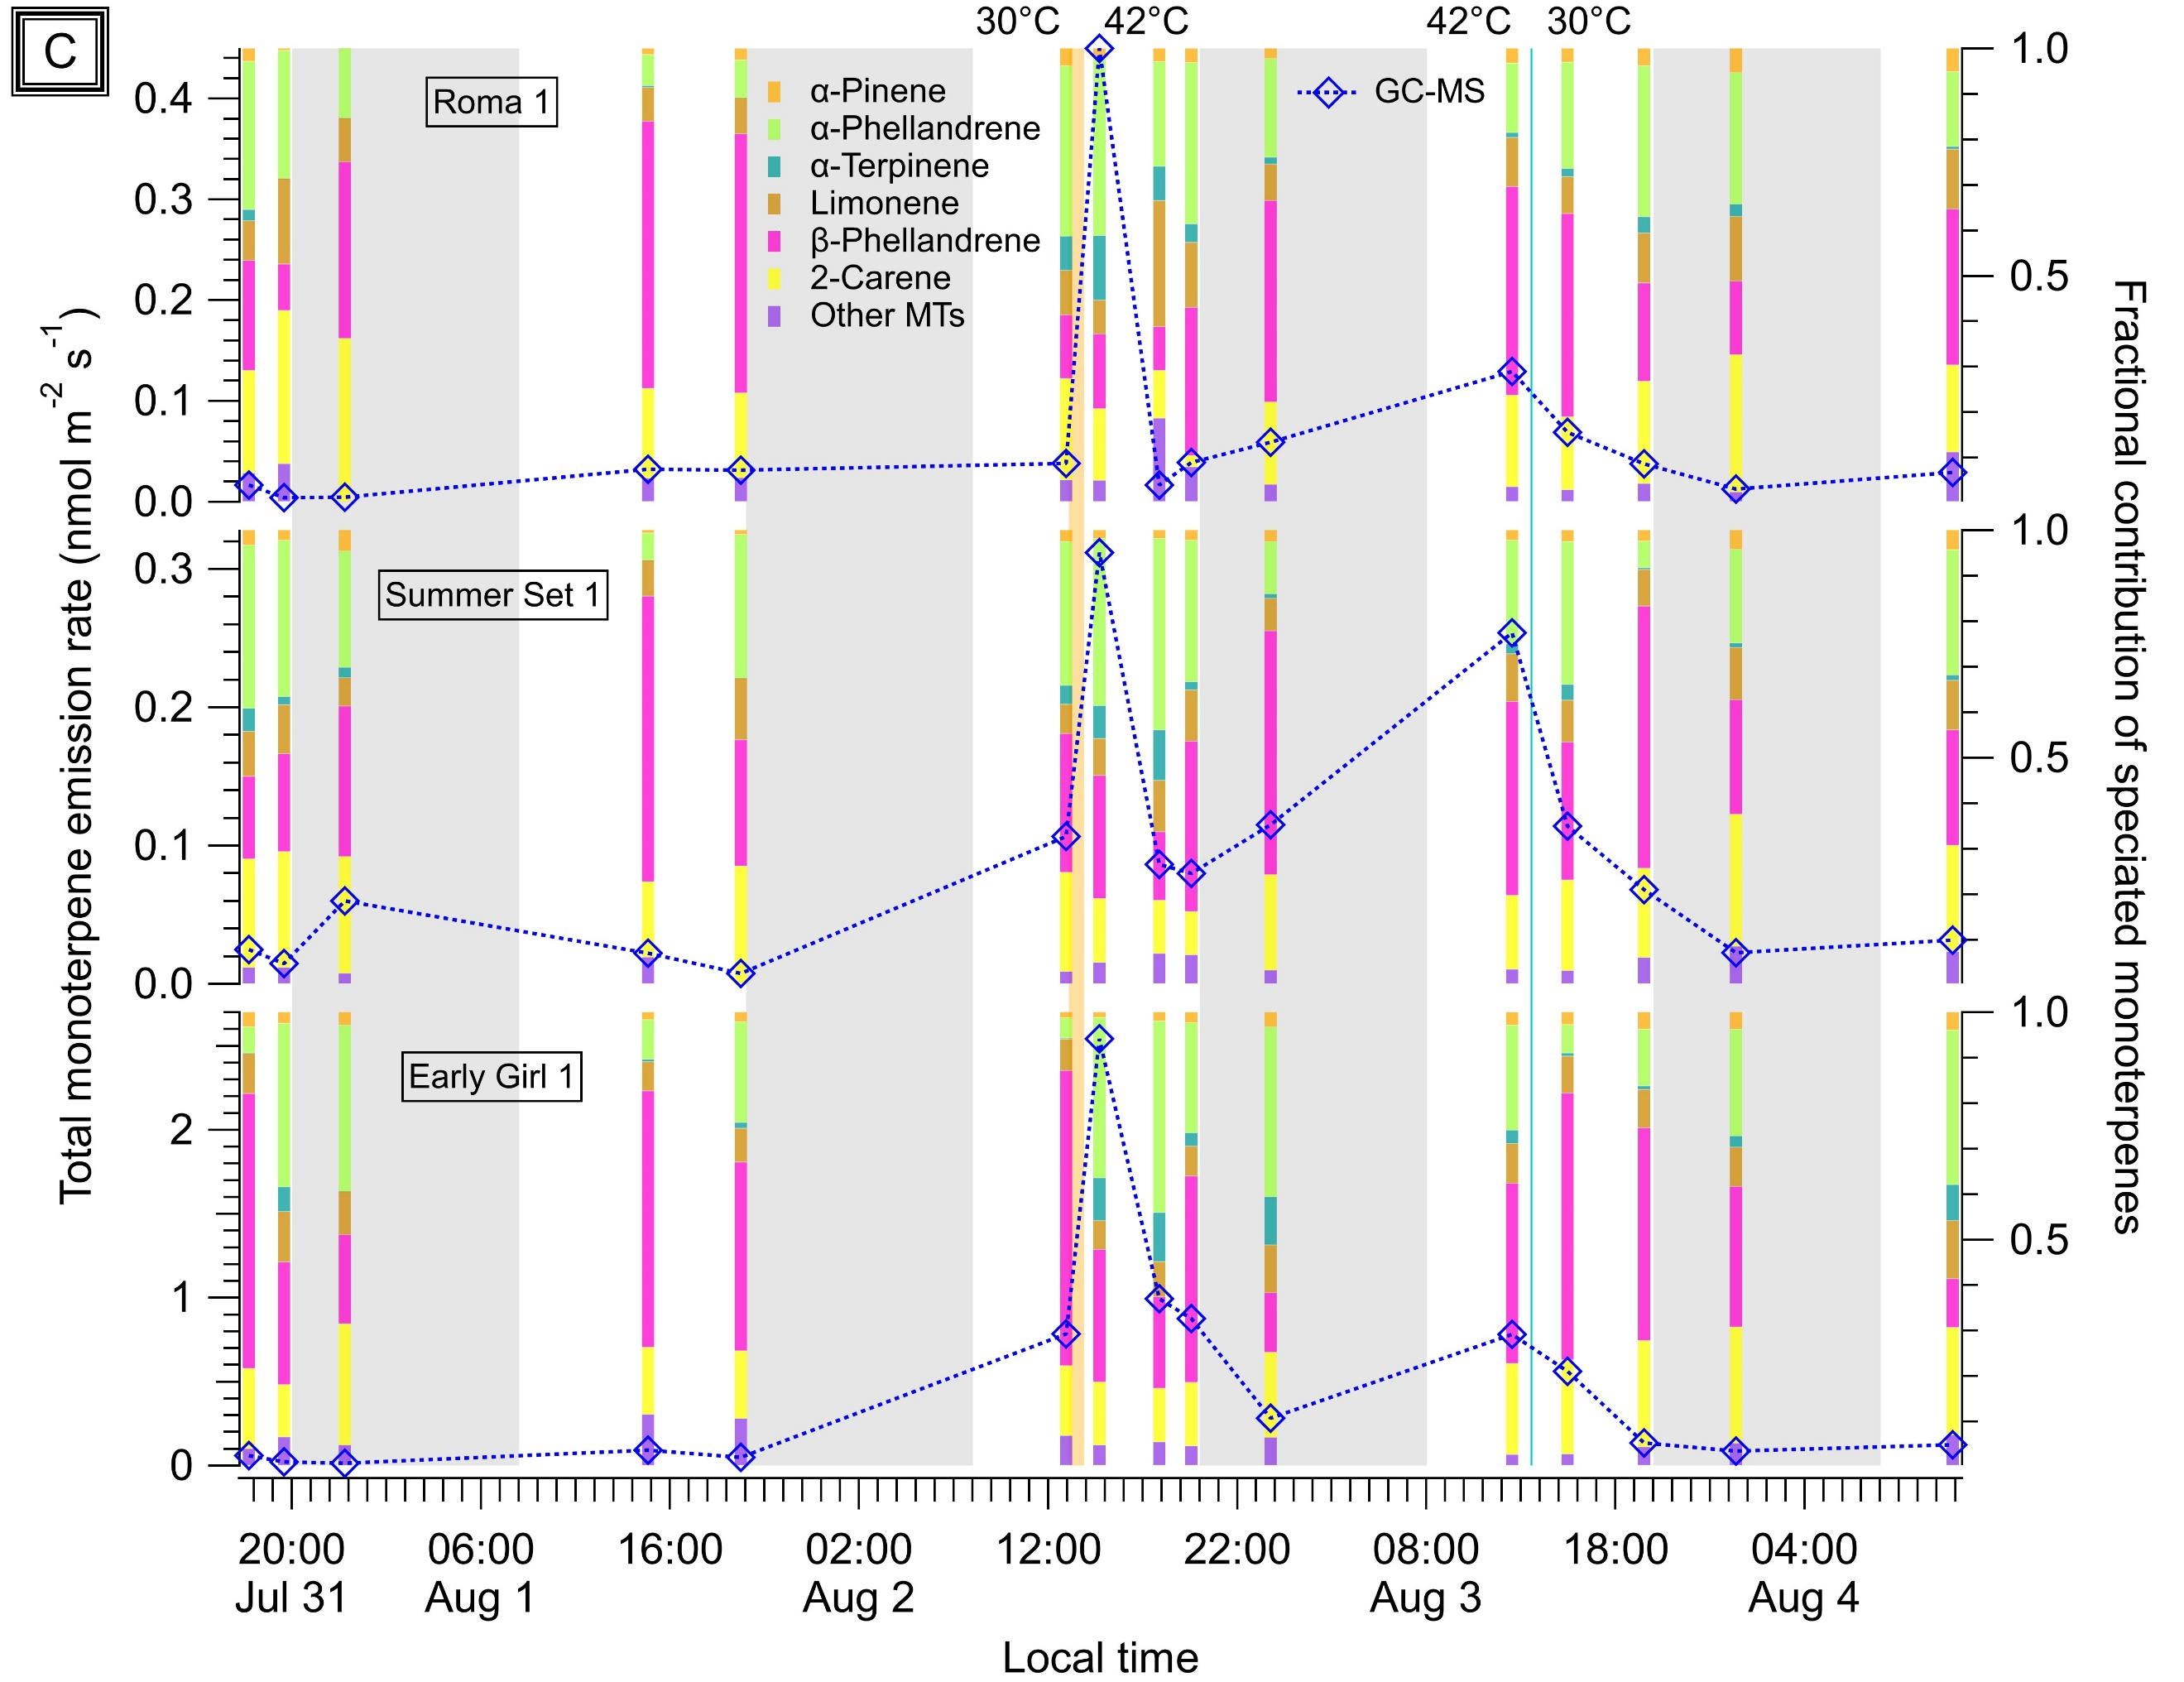 C
30°C 42°C 42°C 30°C
Roma 1
α-Pinene
α-Phellandrene
α-Terpinene
Limonene
β-Phellandrene
2-Carene
Other MTs
GC-MS
0.4
0.3
0.2
0.1
0.0
1.0
0.5
Summer Set 1
0.3
0.2
0.1
0.0
1.0
0.5
Early Girl 1
2
1
0
1.0
0.5
Total monoterpene emission rate (nmol m⁻² s⁻¹)
Fractional contribution of speciated monoterpenes
20:00 06:00 16:00 02:00 12:00 22:00 08:00 18:00 04:00
Jul 31 Aug 1 Aug 2 Aug 3 Aug 4
Local time